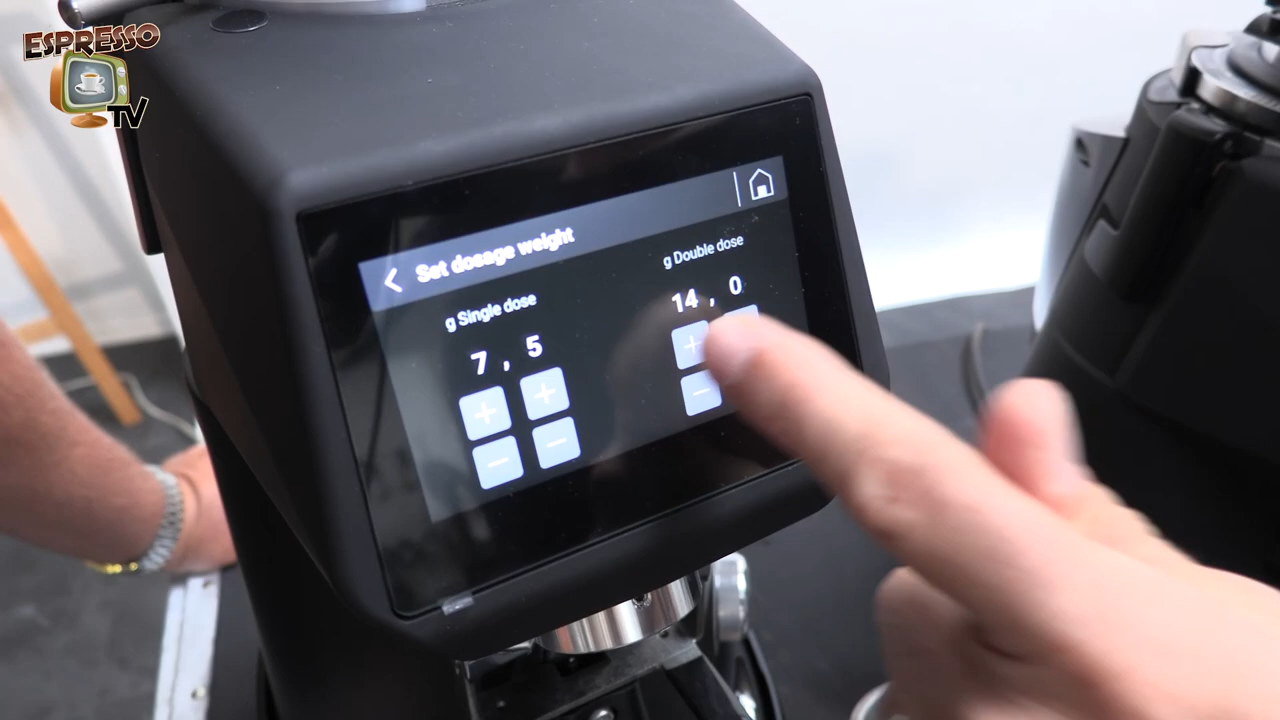 ESPRESSO
TV
Set dosage weight
g Single dose
7 , 5
g Double dose
14 , 0